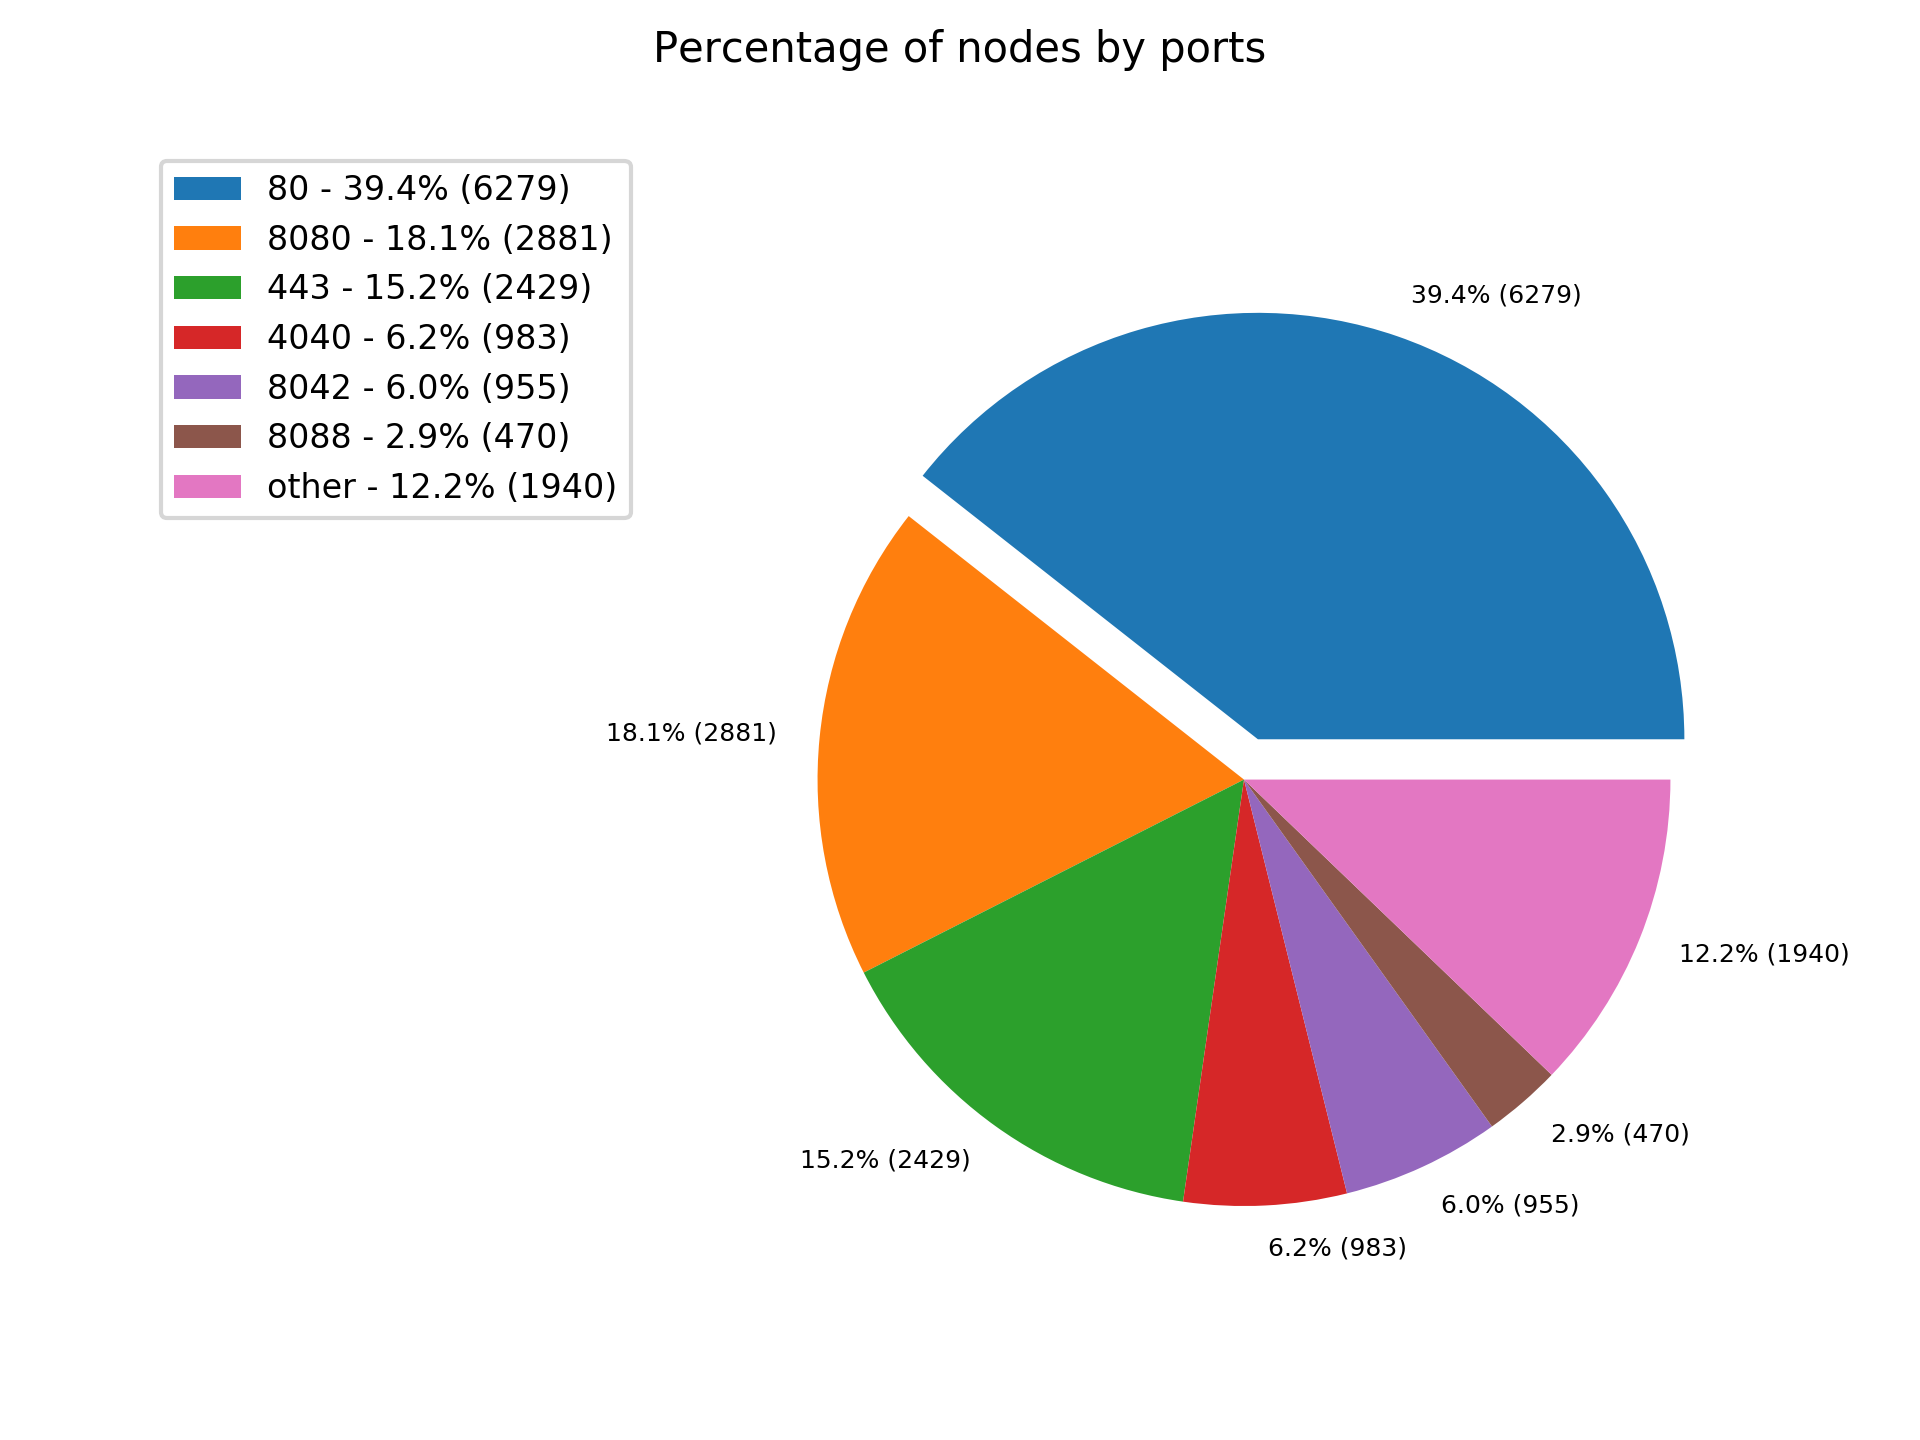 Percentage of nodes by ports
80 - 39.4% (6279)
8080 - 18.1% (2881)
443 - 15.2% (2429)
4040 - 6.2% (983)
8042 - 6.0% (955)
8088 - 2.9% (470)
other - 12.2% (1940)
39.4% (6279)
18.1% (2881)
12.2% (1940)
2.9% (470)
15.2% (2429)
6.0% (955)
6.2% (983)